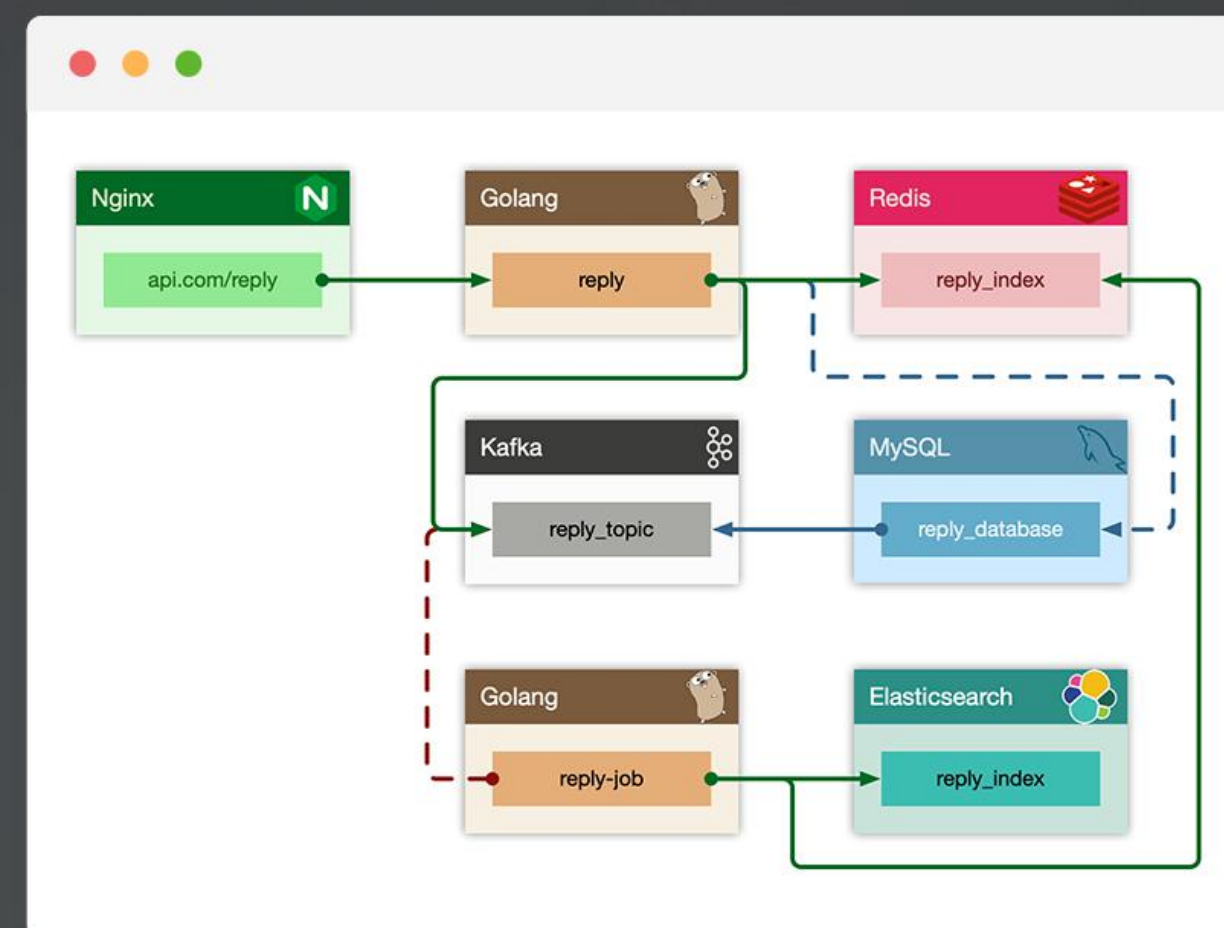 Nginx
N
api.com/reply
Golang
reply
Redis
reply_index
Kafka
reply_topic
MySQL
reply_database
Golang
reply-job
Elasticsearch
reply_index